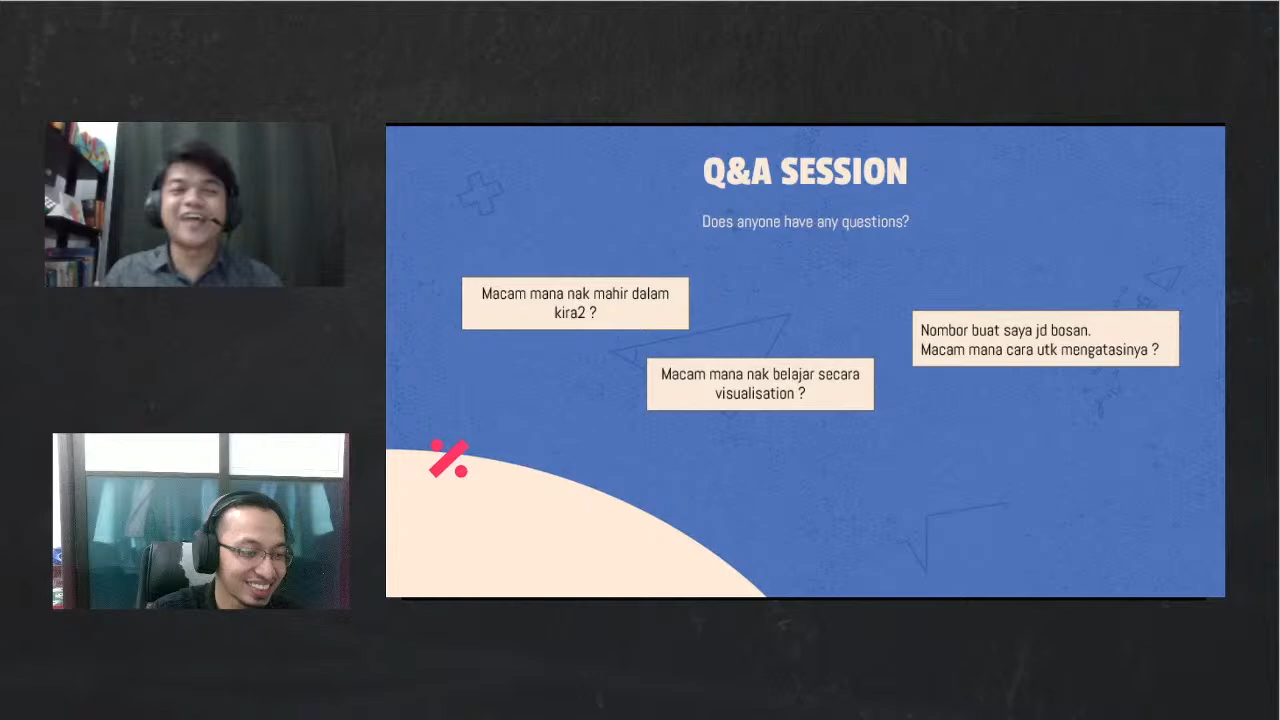 Q&A SESSION
Does anyone have any questions?
Macam mana nak mahir dalam
kira2 ?
Nombor buat saya jd bosan.
Macam mana cara utk mengatasinya ?
Macam mana nak belajar secara
visualisation ?